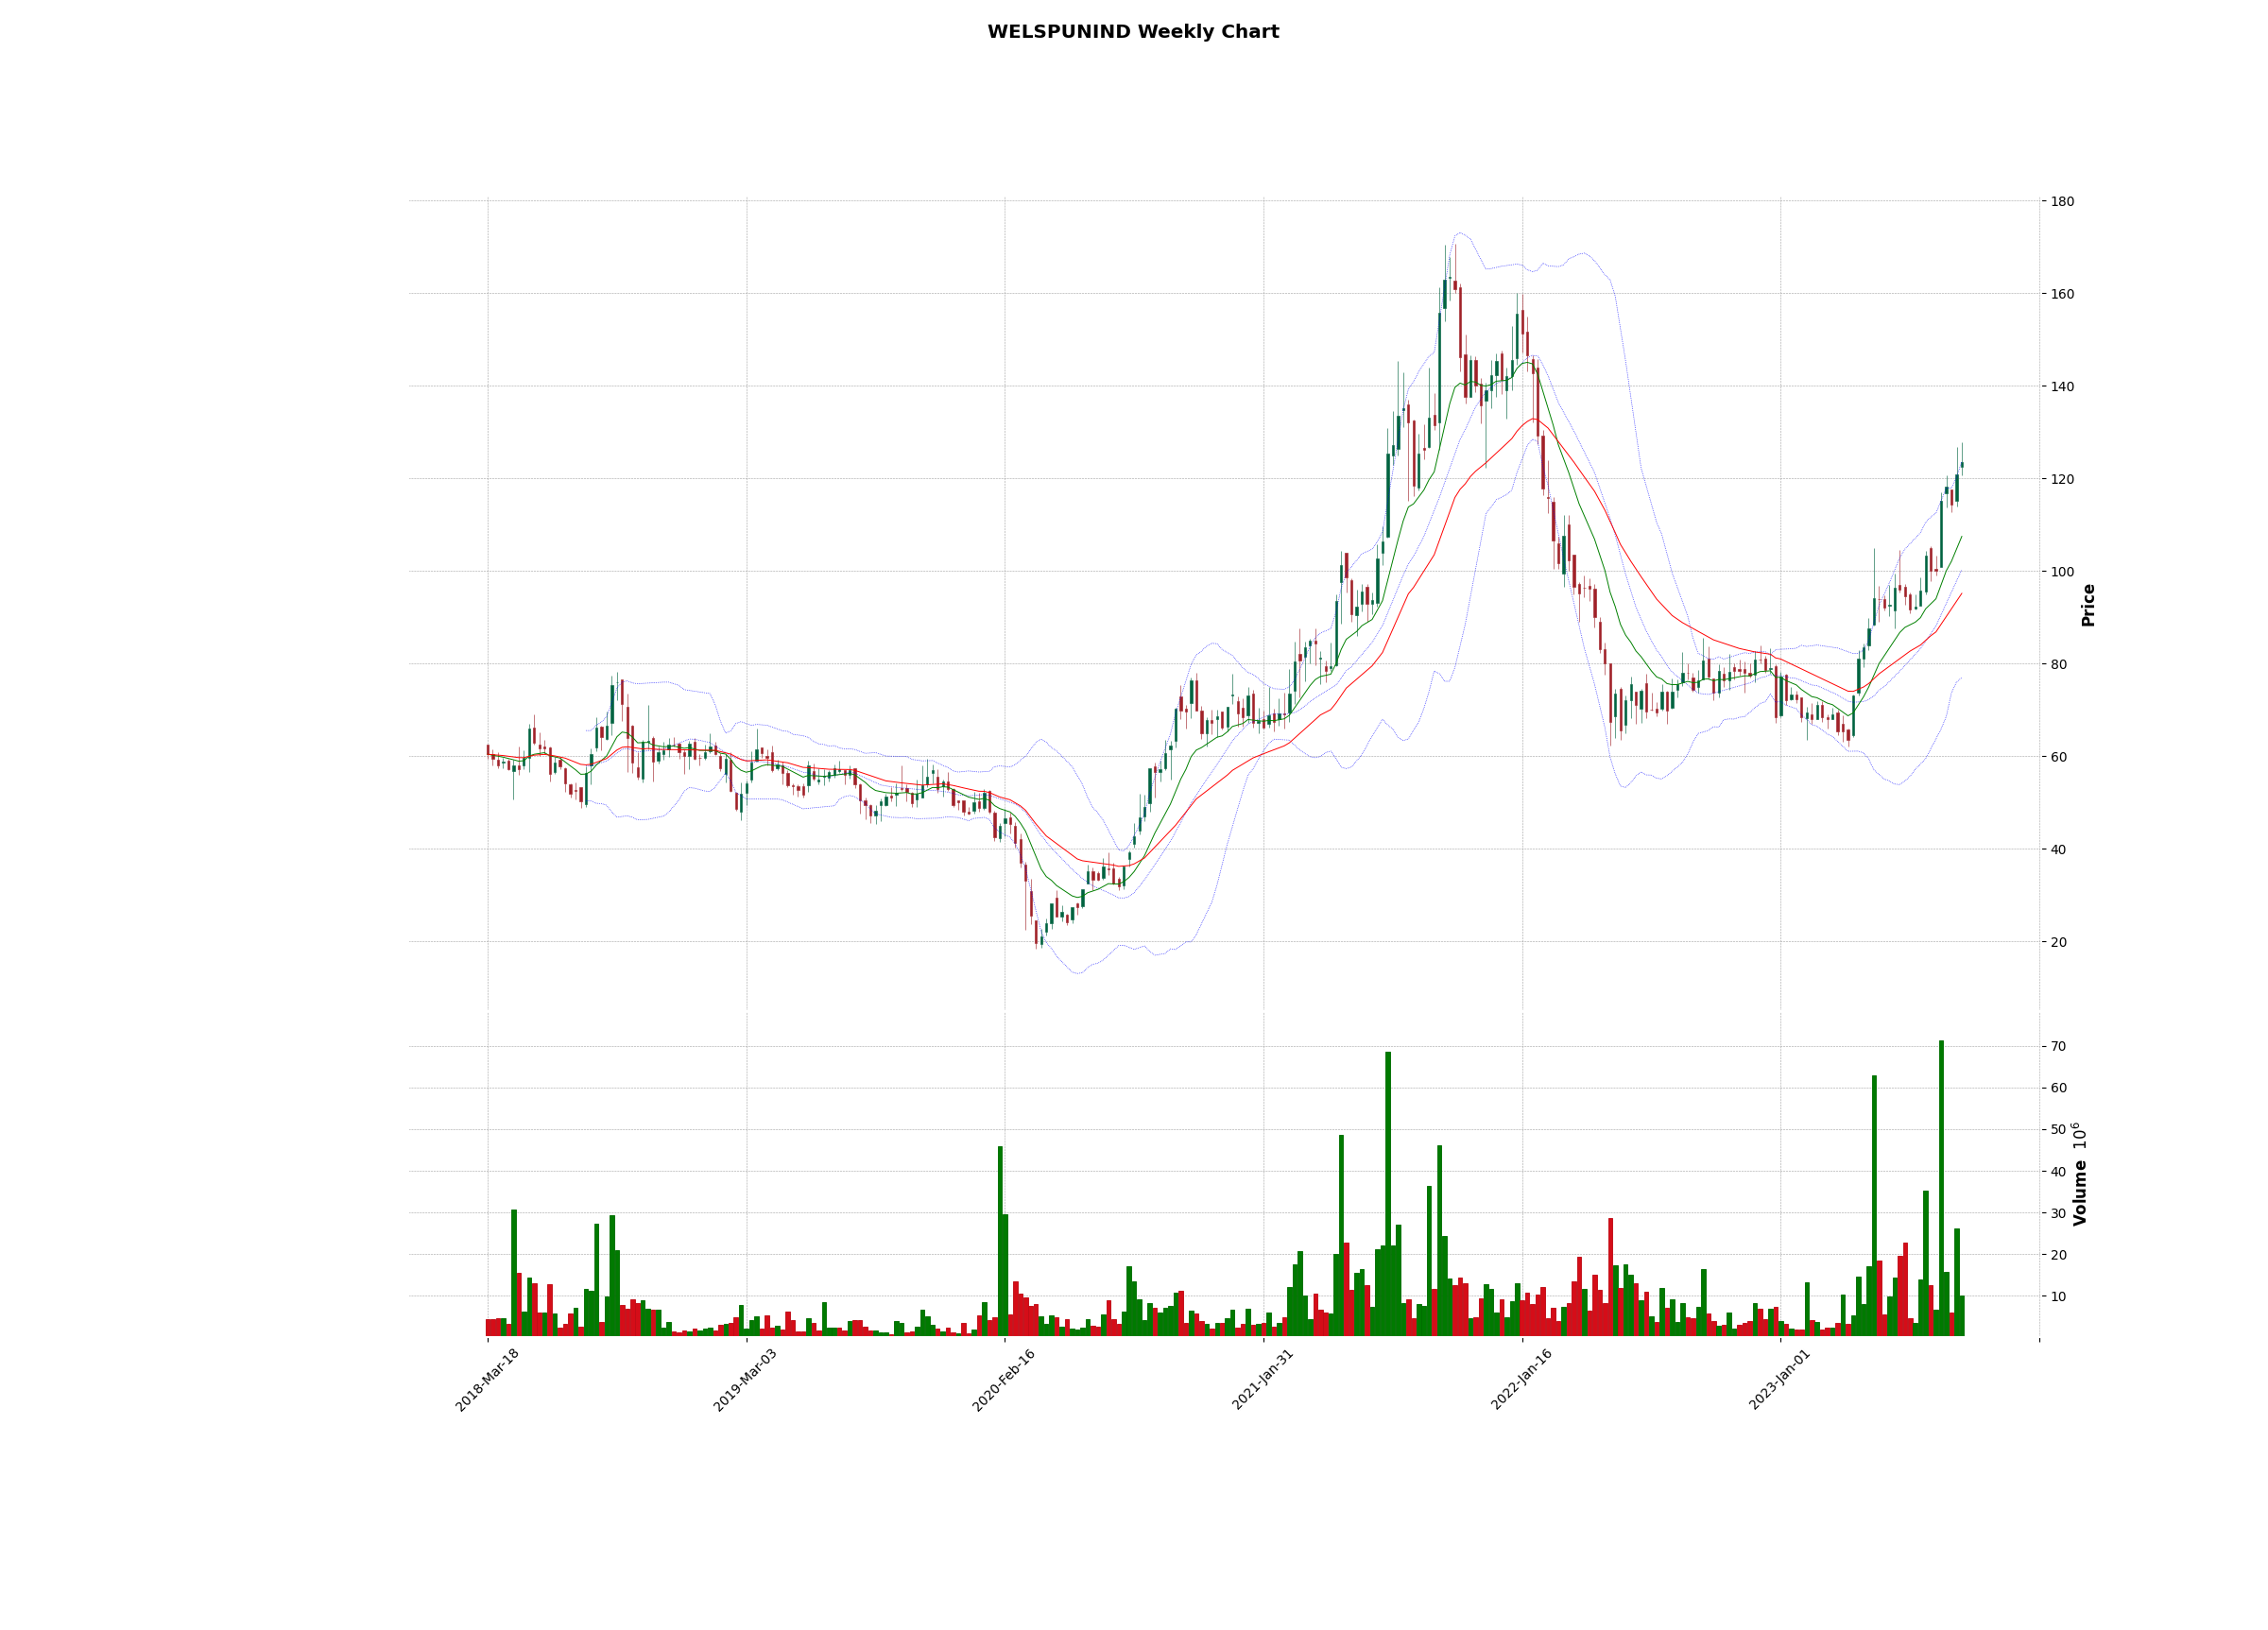 WELSPUNIND Weekly Chart
180
160
140
120
100
80
60
40
20
Price
70
60
50
40
30
20
10
Volume 10^6
2018-Mar-18
2019-Mar-03
2020-Feb-16
2021-Jan-31
2022-Jan-16
2023-Jan-01